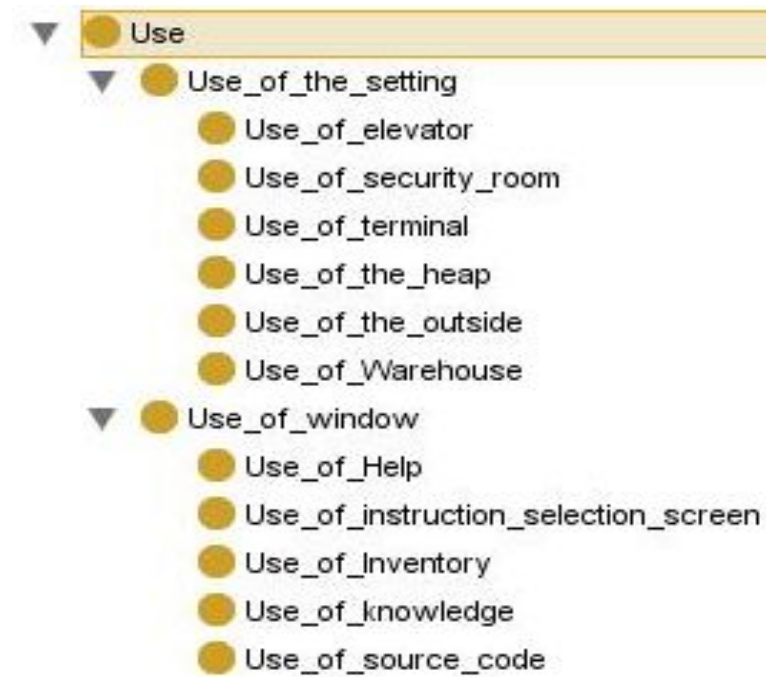 Use
Use_of_the_setting
Use_of_elevator
Use_of_security_room
Use_of_terminal
Use_of_the_heap
Use_of_the_outside
Use_of_Warehouse
Use_of_window
Use_of_Help
Use_of_instruction_selection_screen
Use_of_Inventory
Use_of_knowledge
Use_of_source_code